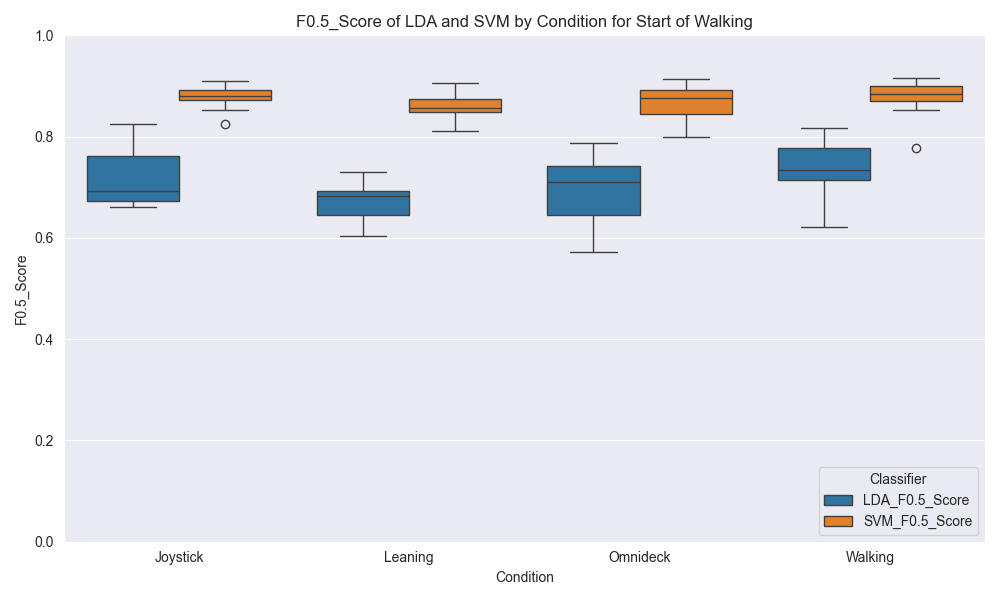 F0.5_Score of LDA and SVM by Condition for Start of Walking
F0.5_Score
1.0
0.8
0.6
0.4
0.2
0.0
Joystick
Leaning
Omnideck
Walking
Condition
Classifier
LDA_F0.5_Score
SVM_F0.5_Score